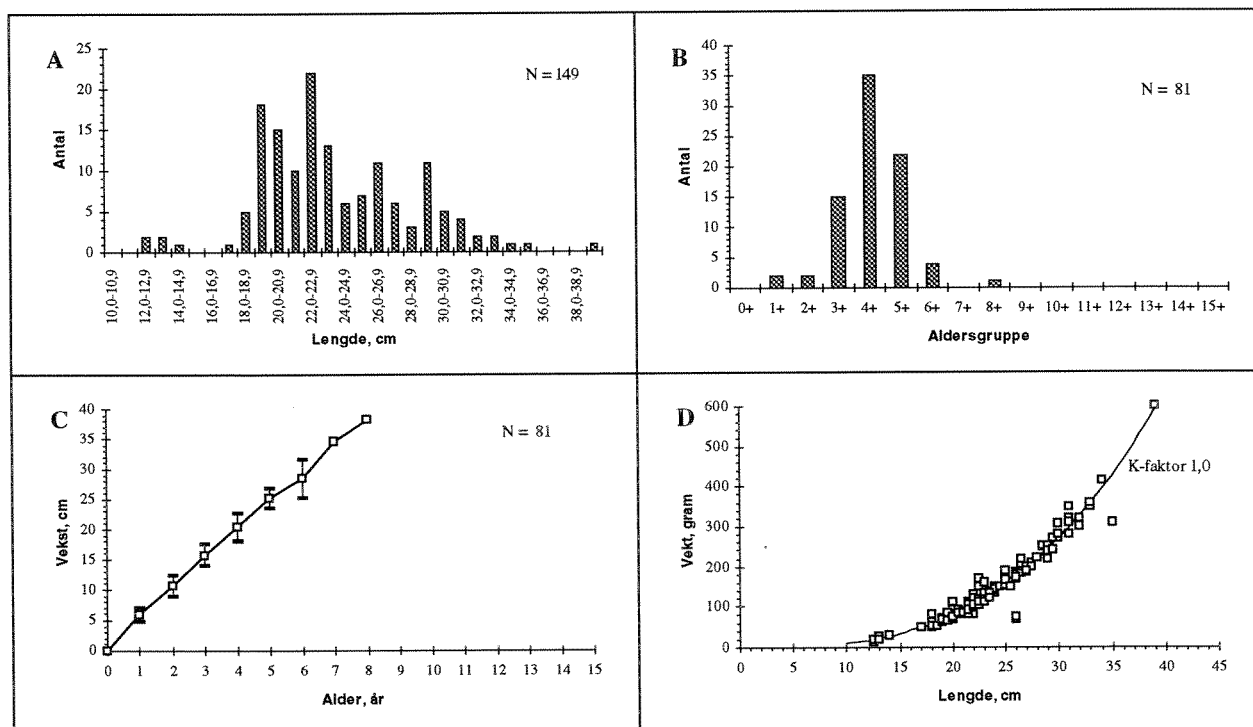 A
N = 149
Antal
25
20
15
10
5
0
10,0-10,9
12,0-12,9
14,0-14,9
16,0-16,9
18,0-18,9
20,0-20,9
22,0-22,9
24,0-24,9
26,0-26,9
28,0-28,9
30,0-30,9
32,0-32,9
34,0-34,9
36,0-36,9
38,0-38,9
Lengde, cm
B
N = 81
Antal
40
35
30
25
20
15
10
5
0
0+ 1+ 2+ 3+ 4+ 5+ 6+ 7+ 8+ 9+ 10+ 11+ 12+ 13+ 14+ 15+
Aldersgruppe
C
N = 81
Vekst, cm
40
35
30
25
20
15
10
5
0
0 1 2 3 4 5 6 7 8 9 10 11 12 13 14 15
Alder, år
D
K-faktor 1,0
Vekt, gram
600
500
400
300
200
100
0
0 5 10 15 20 25 30 35 40 45
Lengde, cm